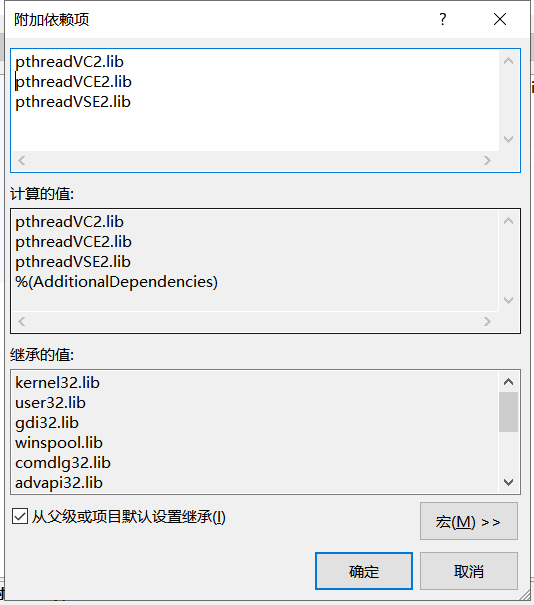 附加依赖项
?
pthreadVC2.lib
pthreadVCE2.lib
pthreadVSE2.lib
计算的值:
pthreadVC2.lib
pthreadVCE2.lib
pthreadVSE2.lib
%(AdditionalDependencies)
继承的值:
kernel32.lib
user32.lib
gdi32.lib
winspool.lib
comdlg32.lib
advapi32.lib
从父级或项目默认设置继承(I)
宏(M) >>
确定
取消